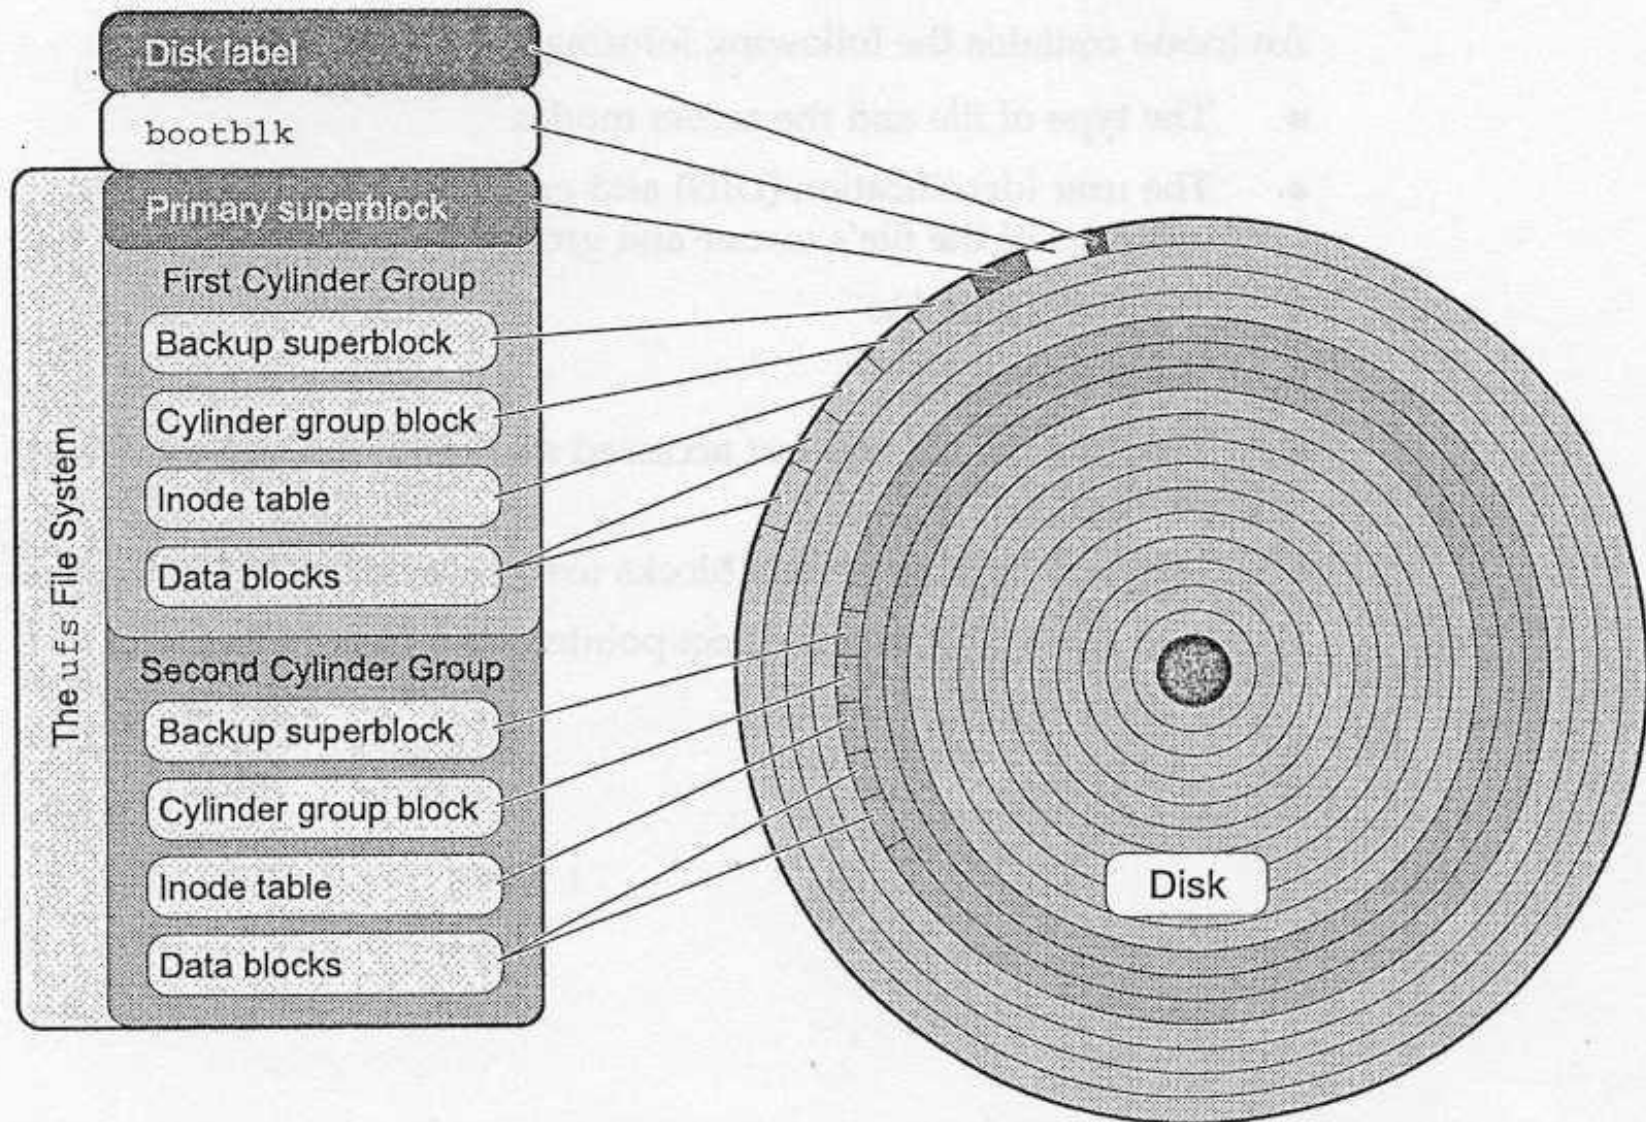 Disk label
bootblk
Primary superblock
First Cylinder Group
Backup superblock
Cylinder group block
Inode table
Data blocks
Second Cylinder Group
Backup superblock
Cylinder group block
Inode table
Data blocks
The ufs File System
Disk